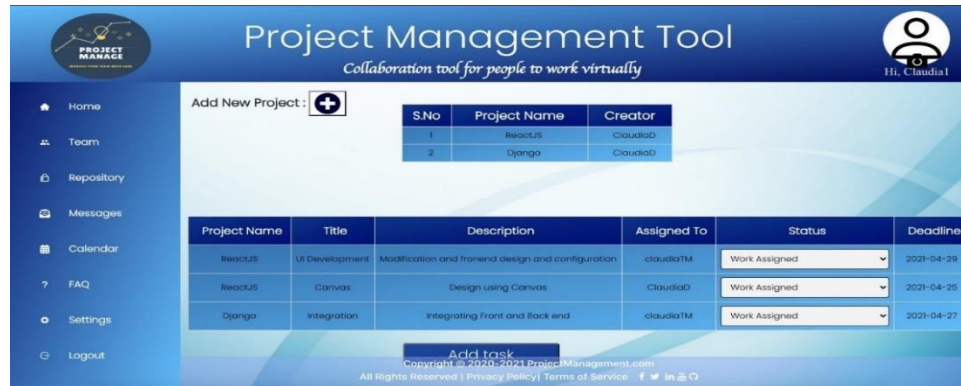 Project Management Tool
Collaboration tool for people to work virtually
PROJECT
MANAGE
Hi, Claudia1
Home
Team
Repository
Messages
Calendar
FAQ
Settings
Logout
Add New Project :
S.No Project Name Creator
1 ReactJS ClaudiaD
2 Django ClaudiaD
Project Name Title Description Assigned To Status Deadline
ReactJS UI Development Modification and fronend design and configuration claudiaTM Work Assigned 2021-04-29
ReactJS Canvas Design using Canvas ClaudiaD Work Assigned 2021-04-25
Django Integration Integrating Front and Back end claudiaTM Work Assigned 2021-04-27
Add task
Copyright © 2020-2021 ProjectManagement.com
All Rights Reserved | Privacy Policy| Terms of Service